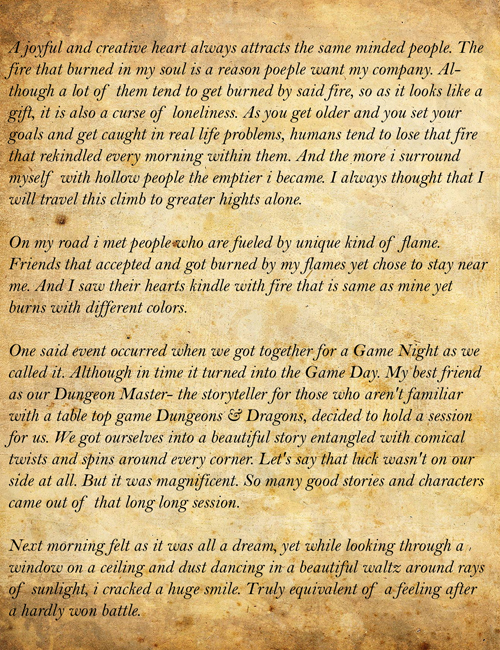 A joyful and creative heart always attracts the same minded people. The
fire that burned in my soul is a reason poeple want my company. Al-
though a lot of them tend to get burned by said fire, so as it looks like a
gift, it is also a curse of loneliness. As you get older and you set your
goals and get caught in real life problems, humans tend to lose that fire
that rekindled every morning within them. And the more i surround
myself with hollow people the emptier i became. I always thought that I
will travel this climb to greater hights alone.
On my road i met people who are fueled by unique kind of flame.
Friends that accepted and got burned by my flames yet chose to stay near
me. And I saw their hearts kindle with fire that is same as mine yet
burns with different colors.
One said event occurred when we got together for a Game Night as we
called it. Although in time it turned into the Game Day. My best friend
as our Dungeon Master- the storyteller for those who aren't familiar
with a table top game Dungeons & Dragons, decided to hold a session
for us. We got ourselves into a beautiful story entangled with comical
twists and spins around every corner. Let's say that luck wasn't on our
side at all. But it was magnificent. So many good stories and characters
came out of that long long session.
Next morning felt as it was all a dream, yet while looking through a
window on a ceiling and dust dancing in a beautiful waltz around rays
of sunlight, i cracked a huge smile. Truly equivalent of a feeling after
a hardly won battle.